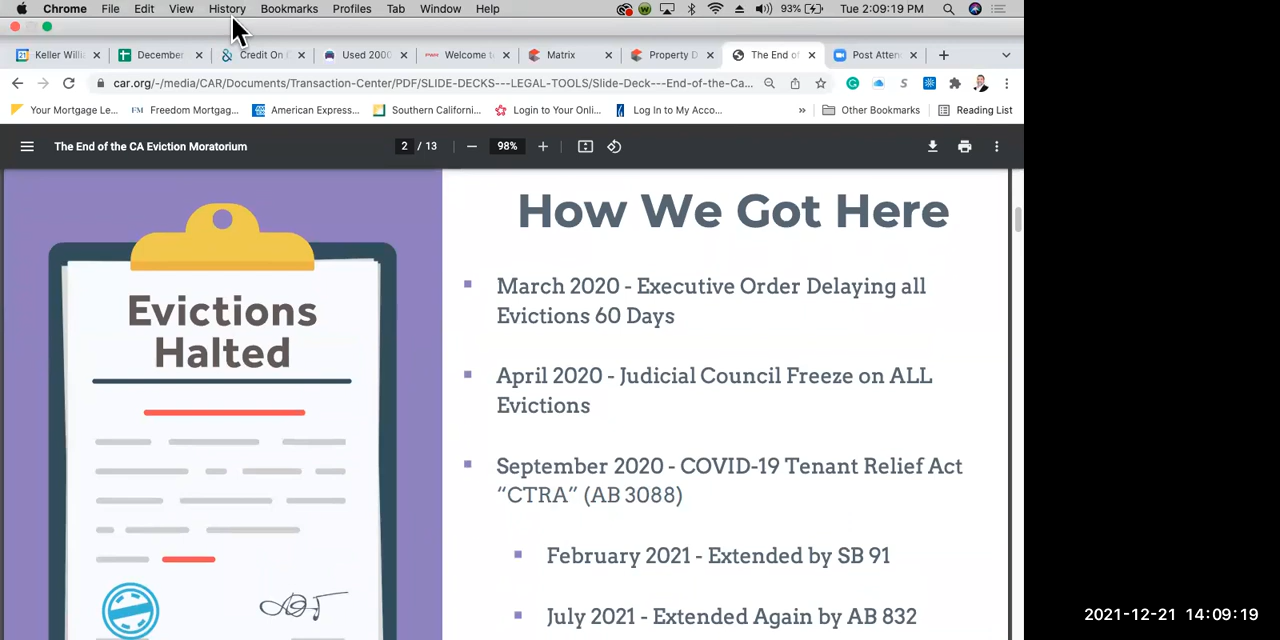 Chrome File Edit View History Bookmarks Profiles Tab Window Help 93% Tue 2:09:19 PM
Keller Willi December Credit On Used 2000 Welcome t Matrix Property D The End of Post Atten
car.org/-/media/CAR/Documents/Transaction-Center/PDF/SLIDE-DECKS---LEGAL-TOOLS/Slide-Deck---End-of-the-Ca...
Your Mortgage Le... Freedom Mortgag... American Express... Southern Californi... Login to Your Onli... Log In to My Acco... » Other Bookmarks Reading List
The End of the CA Eviction Moratorium 2 / 13 98%
Evictions
Halted
How We Got Here
March 2020 - Executive Order Delaying all
Evictions 60 Days
April 2020 - Judicial Council Freeze on ALL
Evictions
September 2020 - COVID-19 Tenant Relief Act
“CTRA” (AB 3088)
February 2021 - Extended by SB 91
July 2021 - Extended Again by AB 832
2021-12-21 14:09:19